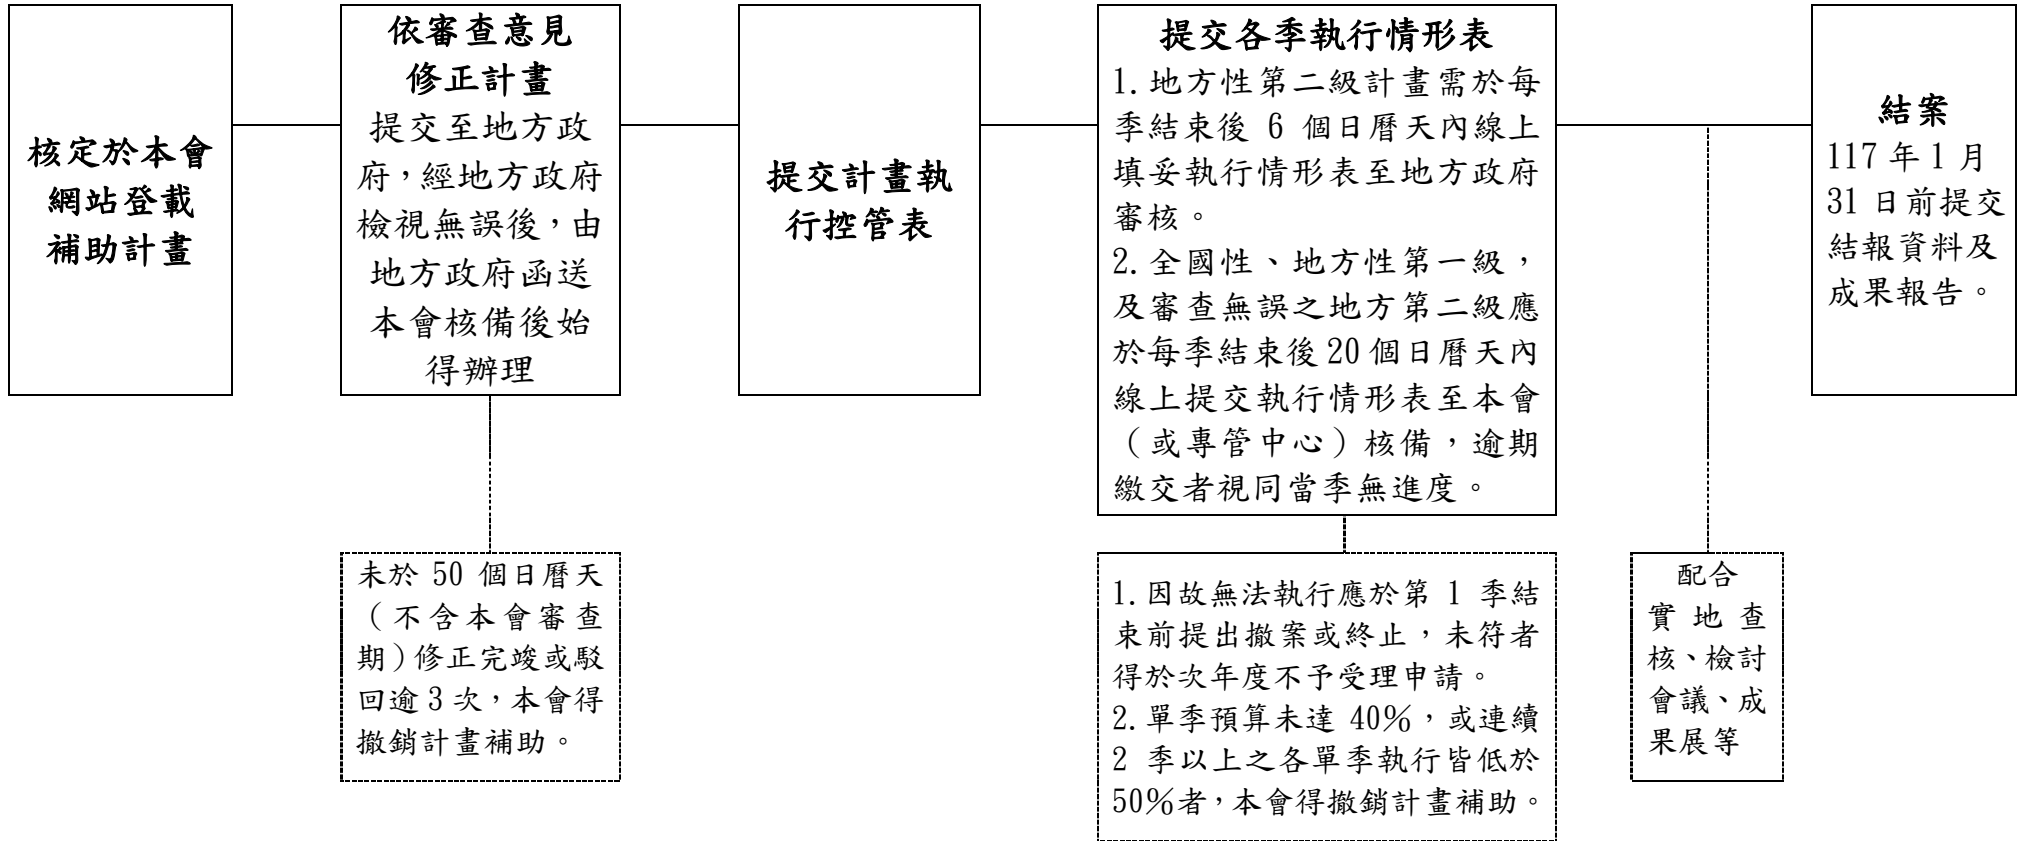 核定於本會
網站登載
補助計畫
依審查意見
修正計畫
提交至地方政
府，經地方政府
檢視無誤後，由
地方政府函送
本會核備後始
得辦理
提交計畫執
行控管表
提交各季執行情形表
1.地方性第二級計畫需於每
季結束後 6 個日曆天內線上
填妥執行情形表至地方政府
審核。
2.全國性、地方性第一級，
及審查無誤之地方第二級應
於每季結束後20個日曆天內
線上提交執行情形表至本會
（或專管中心）核備，逾期
繳交者視同當季無進度。
結案
117 年 1 月
31 日前提交
結報資料及
成果報告。
未於 50 個日曆天
（不含本會審查
期）修正完竣或駁
回逾 3 次，本會得
撤銷計畫補助。
1.因故無法執行應於第 1 季結
束前提出撤案或終止，未符者
得於次年度不予受理申請。
2.單季預算未達 40%，或連續
2 季以上之各單季執行皆低於
50%者，本會得撤銷計畫補助。
配合
實地查
核、檢討
會議、成
果展等